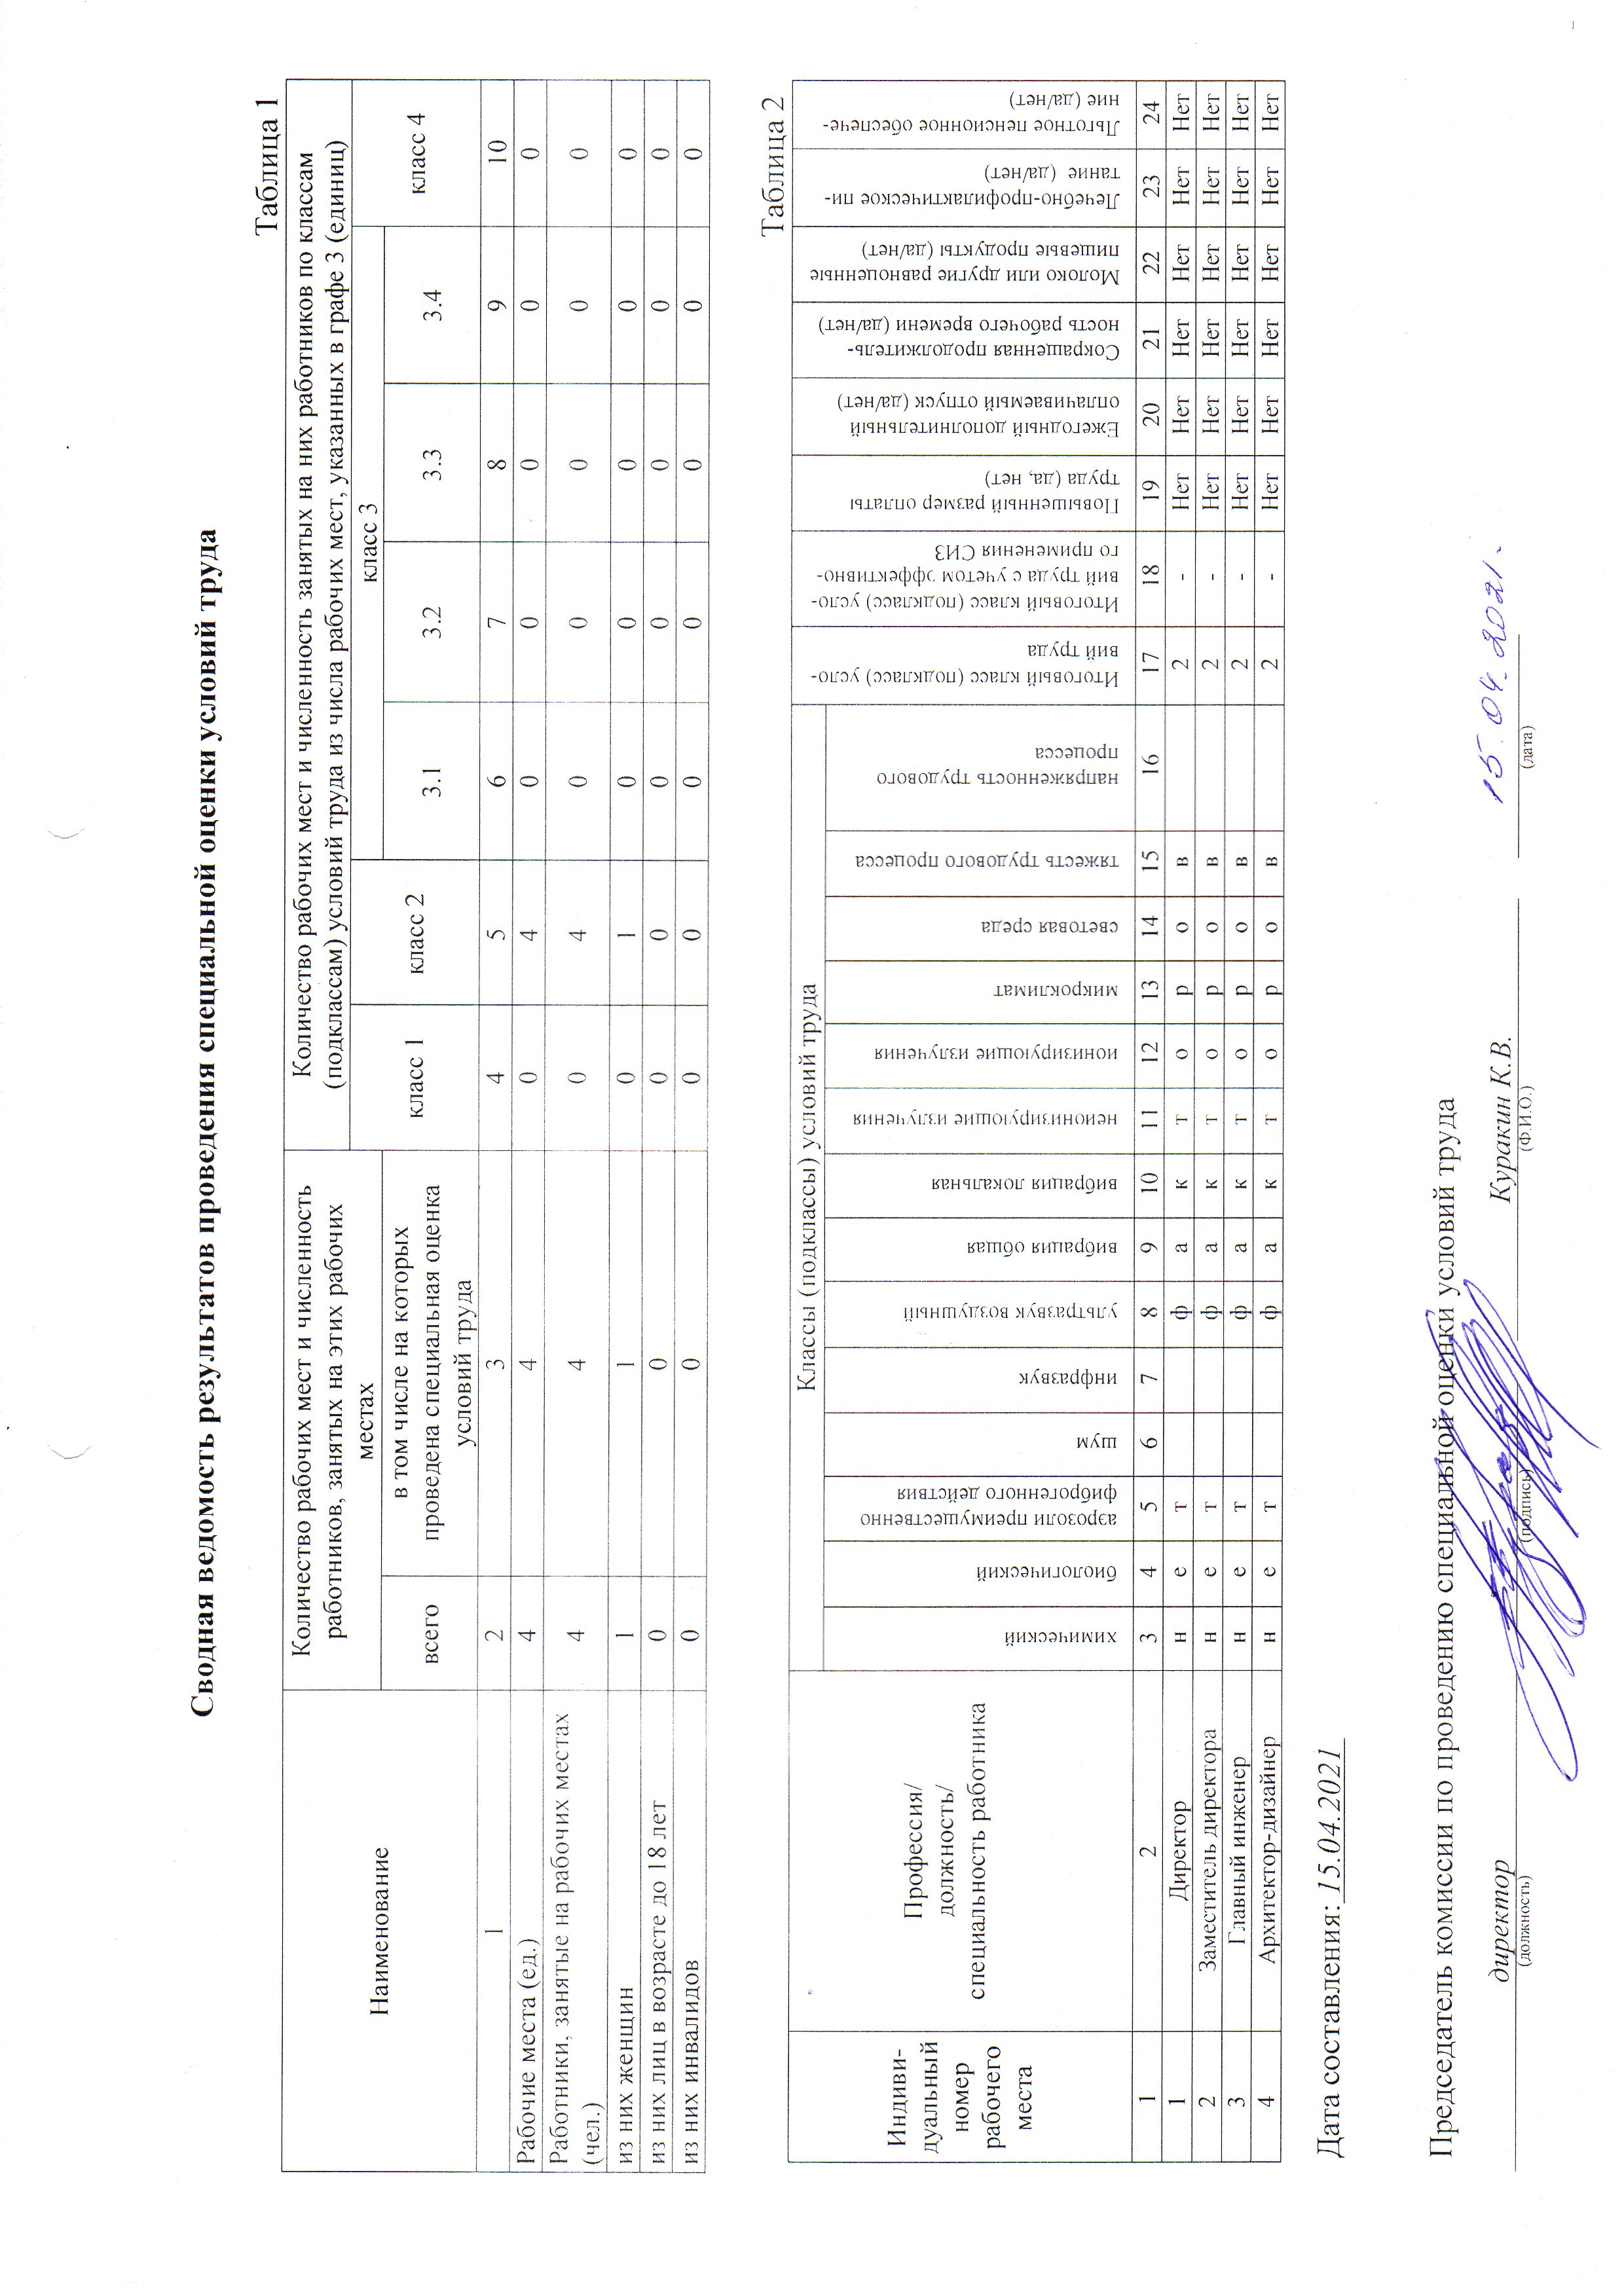 Сводная ведомость результатов проведения специальной оценки условий труда
Таблица 1
Наименование
Количество рабочих мест и численность
работников, занятых на этих рабочих
местах
Количество рабочих мест и численность занятых на них работников по классам
(подклассам) условий труда из числа рабочих мест, указанных в графе 3 (единиц)
всего
в том числе на которых
проведена специальная оценка
условий труда
класс 1
класс 2
класс 3
3.1
3.2
3.3
3.4
класс 4
1 2 3 4 5 6 7 8 9 10
Рабочие места (ед.) 4 4 0 4 0 0 0 0 0
Работники, занятые на рабочих местах
(чел.) 4 4 0 4 0 0 0 0 0
из них женщин 1 1 0 1 0 0 0 0 0
из них лиц в возрасте до 18 лет 0 0 0 0 0 0 0 0 0
из них инвалидов 0 0 0 0 0 0 0 0 0
Таблица 2
Индиви-
дуальный
номер
рабочего
места
Профессия/
должность/
специальность работника
Классы (подклассы) условий труда
химический
биологический
аэрозоли преимущественно
фиброгенного действия
шум
инфразвук
ультразвук воздушный
вибрация общая
вибрация локальная
неионизирующие излучения
ионизирующие излучения
микроклимат
световая среда
тяжесть трудового процесса
напряженность трудового
процесса
Итоговый класс (подкласс) усло-
вий труда
Итоговый класс (подкласс) усло-
вий труда с учетом эффективно-
го применения СИЗ
Повышенный размер оплаты
труда (да, нет)
Ежегодный дополнительный
оплачиваемый отпуск (да/нет)
Сокращенная продолжитель-
ность рабочего времени (да/нет)
Молоко или другие равноценные
пищевые продукты (да/нет)
Лечебно-профилактическое пи-
тание (да/нет)
Льготное пенсионное обеспече-
ние (да/нет)
1 2 3 4 5 6 7 8 9 10 11 12 13 14 15 16 17 18 19 20 21 22 23 24
1 Директор н е т ф а к т о р о в 2 - Нет Нет Нет Нет Нет Нет
2 Заместитель директора н е т ф а к т о р о в 2 - Нет Нет Нет Нет Нет Нет
3 Главный инженер н е т ф а к т о р о в 2 - Нет Нет Нет Нет Нет Нет
4 Архитектор-дизайнер н е т ф а к т о р о в 2 - Нет Нет Нет Нет Нет Нет
Дата составления: 15.04.2021
Председатель комиссии по проведению специальной оценки условий труда
директор Куракин К.В. 15.04.2021.
(должность) (подпись) (Ф.И.О.) (дата)